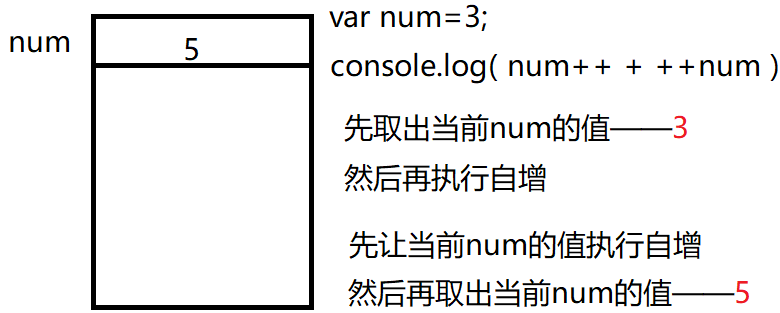 num
5
var num=3;
console.log( num++ + ++num )
先取出当前num的值——3
然后再执行自增
先让当前num的值执行自增
然后再取出当前num的值——5